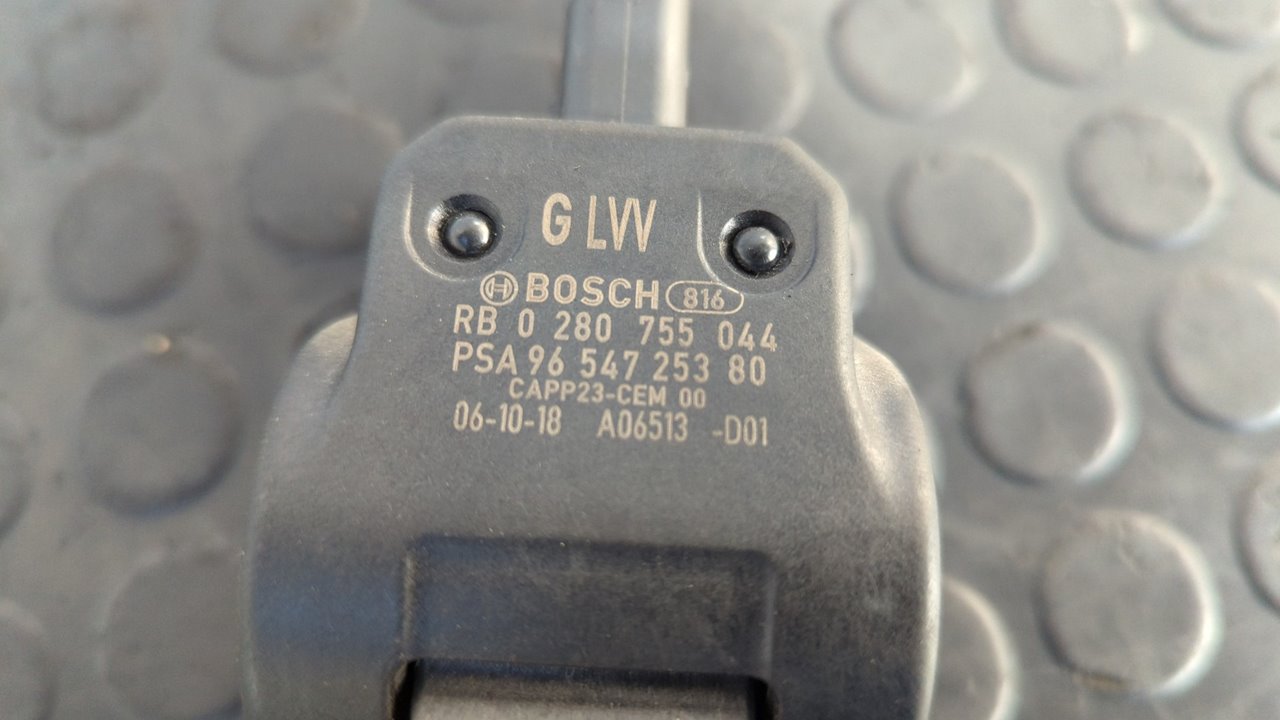 G LW
BOSCH 816
RB 0 280 755 044
PSA 96 547 253 80
CAPP23-CEM 00
06-10-18 A06513 -D01